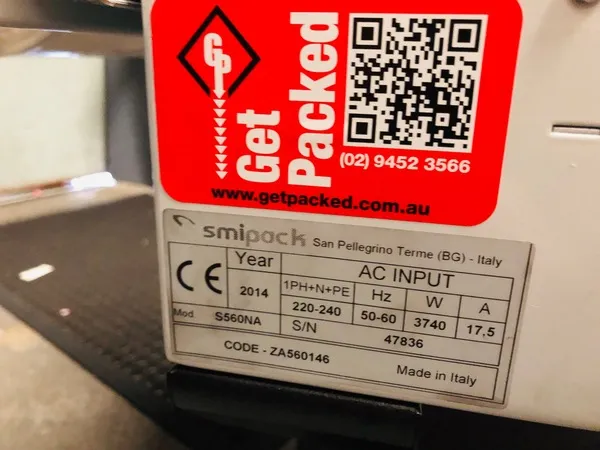 GP
Get
Packed
(02) 9452 3566
www.getpacked.com.au
smipack San Pellegrino Terme (BG) - Italy
CE
Year
AC INPUT
2014
1PH+N+PE Hz W A
220-240 50-60 3740 17,5
Mod. S560NA S/N 47836
CODE - ZA560146 Made in Italy